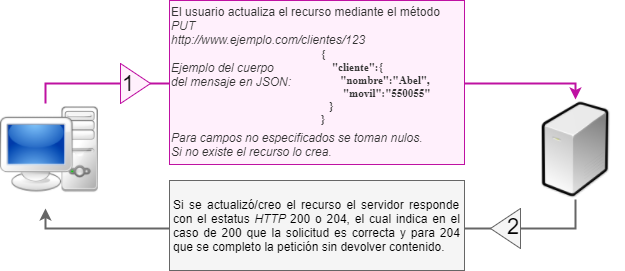 El usuario actualiza el recurso mediante el método
PUT
http://www.ejemplo.com/clientes/123
{
Ejemplo del cuerpo "cliente":{
del mensaje en JSON: "nombre":"Abel",
"movil":"550055"
}
}
Para campos no especificados se toman nulos.
Si no existe el recurso lo crea.
1
Si se actualizó/creo el recurso el servidor responde
con el estatus HTTP 200 o 204, el cual indica en el
caso de 200 que la solicitud es correcta y para 204
que se completo la petición sin devolver contenido.
2